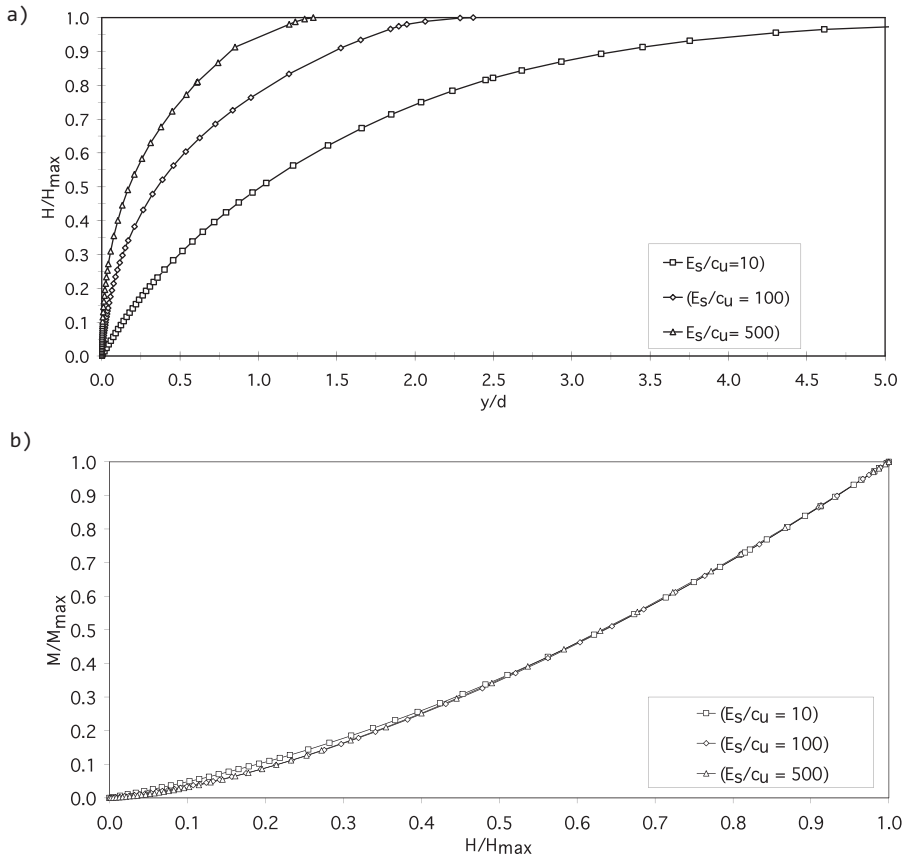 a)
1.0
0.9
0.8
0.7
0.6
0.5
0.4
0.3
0.2
0.1
0.0
H/Hmax
0.0 0.5 1.0 1.5 2.0 2.5 3.0 3.5 4.0 4.5 5.0
y/d
Es/cu=10)
(Es/cu = 100)
Es/cu= 500)
b)
1.0
0.9
0.8
0.7
0.6
0.5
0.4
0.3
0.2
0.1
0.0
M/Mmax
0.0 0.1 0.2 0.3 0.4 0.5 0.6 0.7 0.8 0.9 1.0
H/Hmax
(Es/cu = 10)
(Es/cu = 100)
(Es/cu = 500)